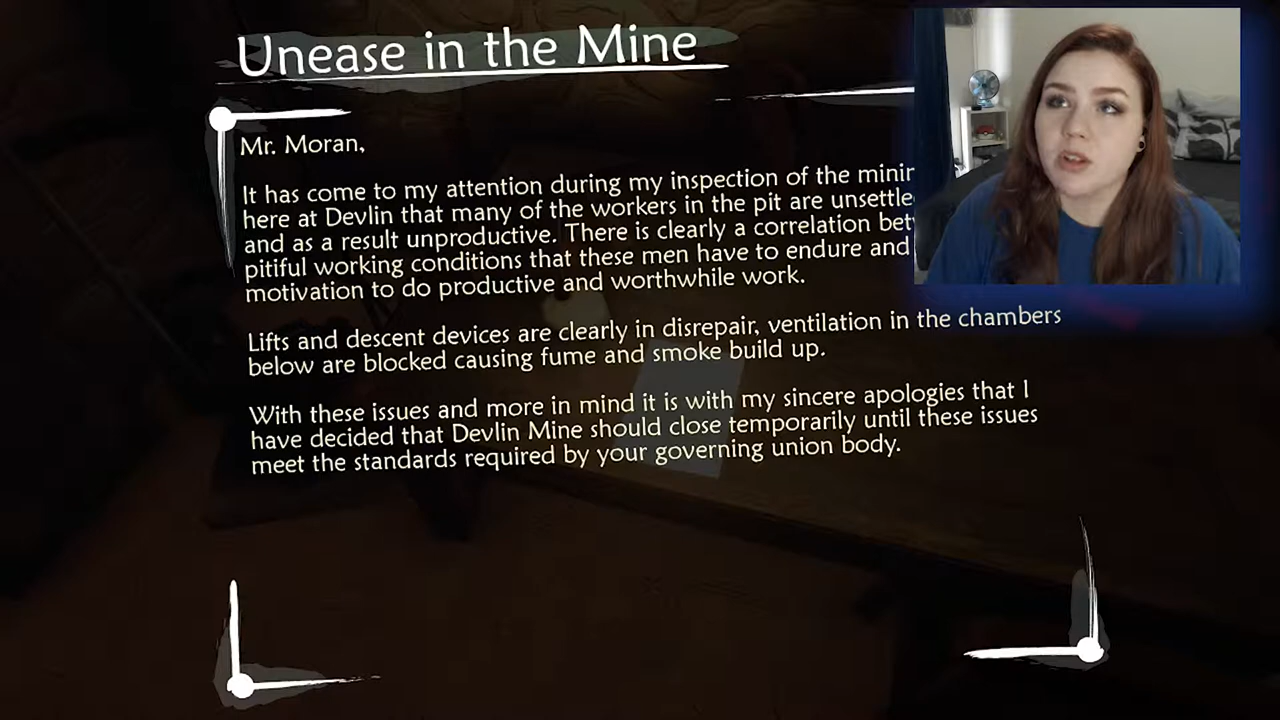 Unease in the Mine
Mr. Moran,
It has come to my attention during my inspection of the
here at Devlin that many of the workers in the pit are
and as a result unproductive. There is clearly a correlation
pitiful working conditions that these men have to endure and
motivation to do productive and worthwhile work.
Lifts and descent devices are clearly in disrepair, ventilation in the chambers
below are blocked causing fume and smoke build up.
With these issues and more in mind it is with my sincere apologies that I
have decided that Devlin Mine should close temporarily until these issues
meet the standards required by your governing union body.